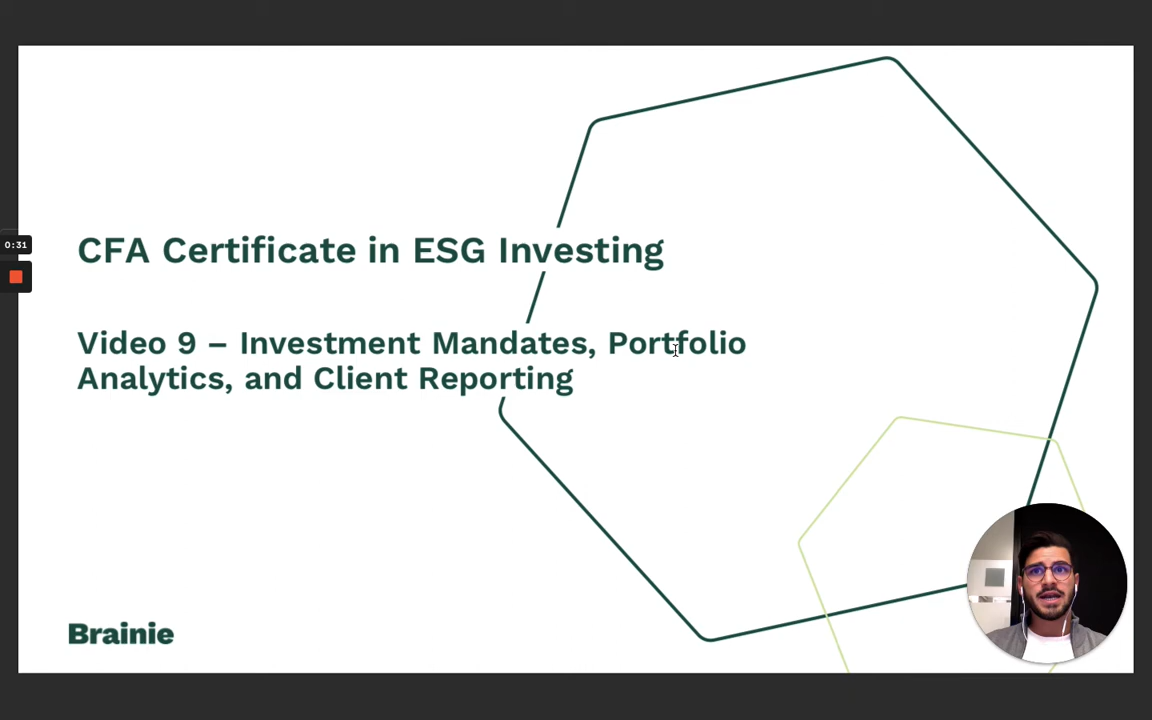 CFA Certificate in ESG Investing
0:31
Video 9 – Investment Mandates, Portfolio
Analytics, and Client Reporting
Brainie